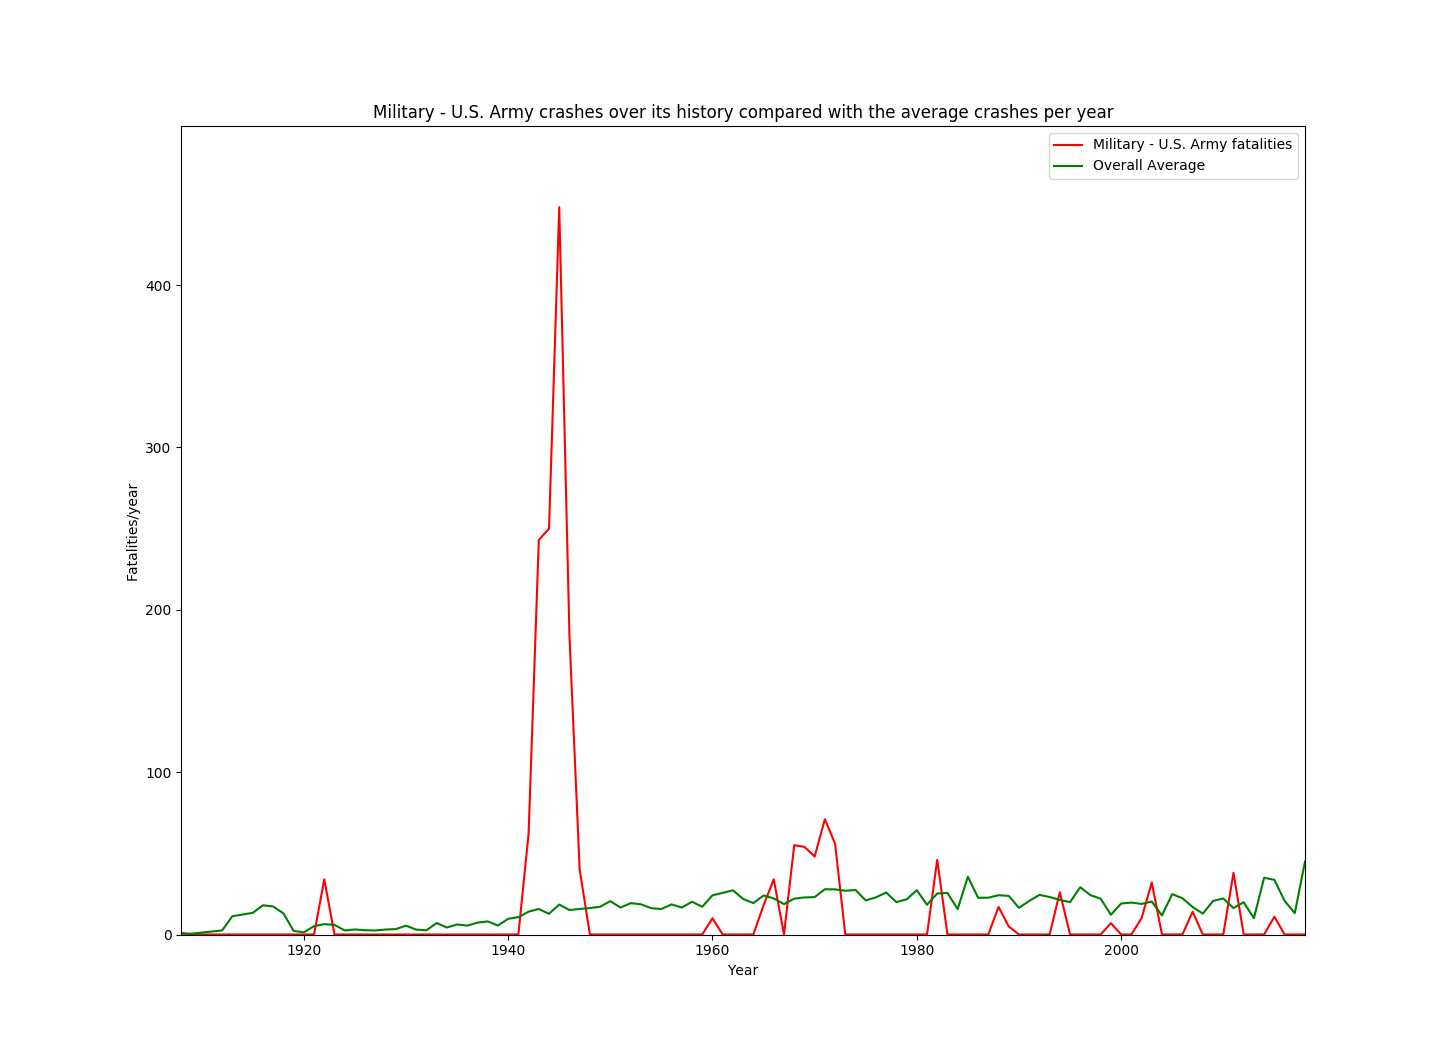 Military - U.S. Army crashes over its history compared with the average crashes per year
Military - U.S. Army fatalities
Overall Average
400
300
200
100
0
Fatalities/year
1920 1940 1960 1980 2000
Year